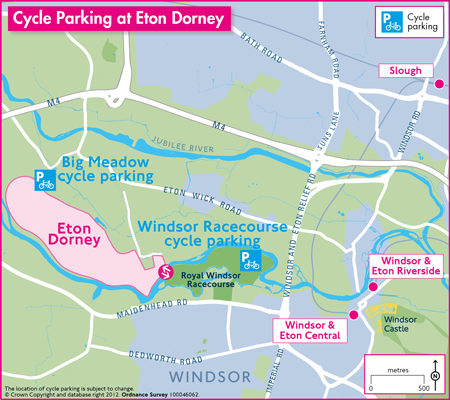 Cycle Parking at Eton Dorney
P
Cycle
parking
BATH ROAD
FARNHAM ROAD
Slough
M4
M4
TUNS LANE
WINDSOR RD
JUBILEE RIVER
Big Meadow
cycle parking
P
ETON WICK ROAD
Eton
Dorney
Windsor Racecourse
cycle parking
P
WINDSOR AND ETON RELIEF RD
Windsor &
Eton Riverside
Royal Windsor
Racecourse
MAIDENHEAD RD
Windsor &
Eton Central
Windsor
Castle
DEDWORTH ROAD
IMPERIAL RD
WINDSOR
metres
0 500
N
The location of cycle parking is subject to change.
© Crown Copyright and database right 2012. Ordnance Survey 100046062.